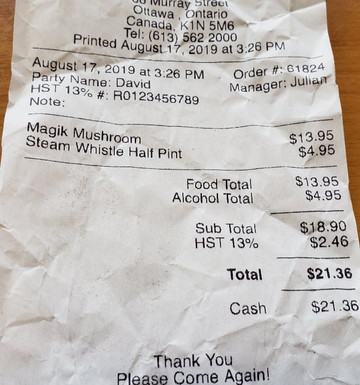 Murray Street
Ottawa , Ontario
Canada, K1N 5M6
Tel: (613) 562 2000
Printed August 17, 2019 at 3:26 PM
August 17, 2019 at 3:26 PM Order #: 61824
Party Name: David Manager: Julian
HST 13% #: R0123456789
Note:
Magik Mushroom $13.95
Steam Whistle Half Pint $4.95
Food Total $13.95
Alcohol Total $4.95
Sub Total $18.90
HST 13% $2.46
Total $21.36
Cash $21.36
Thank You
Please Come Again!